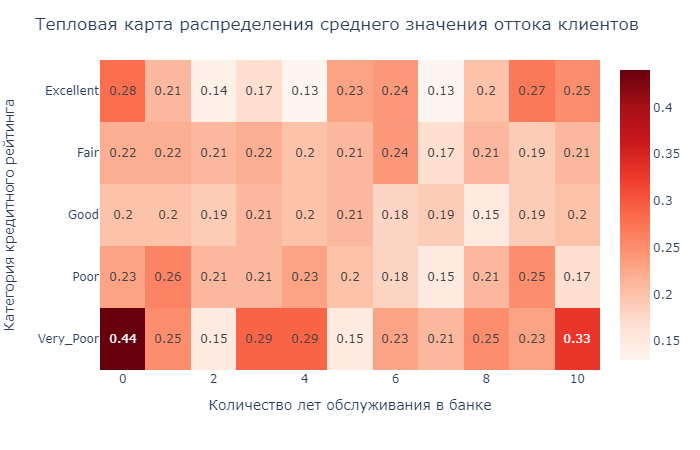 Тепловая карта распределения среднего значения оттока клиентов
Категория кредитного рейтинга
Excellent 0.28 0.21 0.14 0.17 0.13 0.23 0.24 0.13 0.2 0.27 0.25
Fair 0.22 0.22 0.21 0.22 0.2 0.21 0.24 0.17 0.21 0.19 0.21
Good 0.2 0.2 0.19 0.21 0.2 0.21 0.18 0.19 0.15 0.19 0.2
Poor 0.23 0.26 0.21 0.21 0.23 0.2 0.18 0.15 0.21 0.25 0.17
Very_Poor 0.44 0.25 0.15 0.29 0.29 0.15 0.23 0.21 0.25 0.23 0.33
0 2 4 6 8 10
Количество лет обслуживания в банке
0.4
0.35
0.3
0.25
0.2
0.15